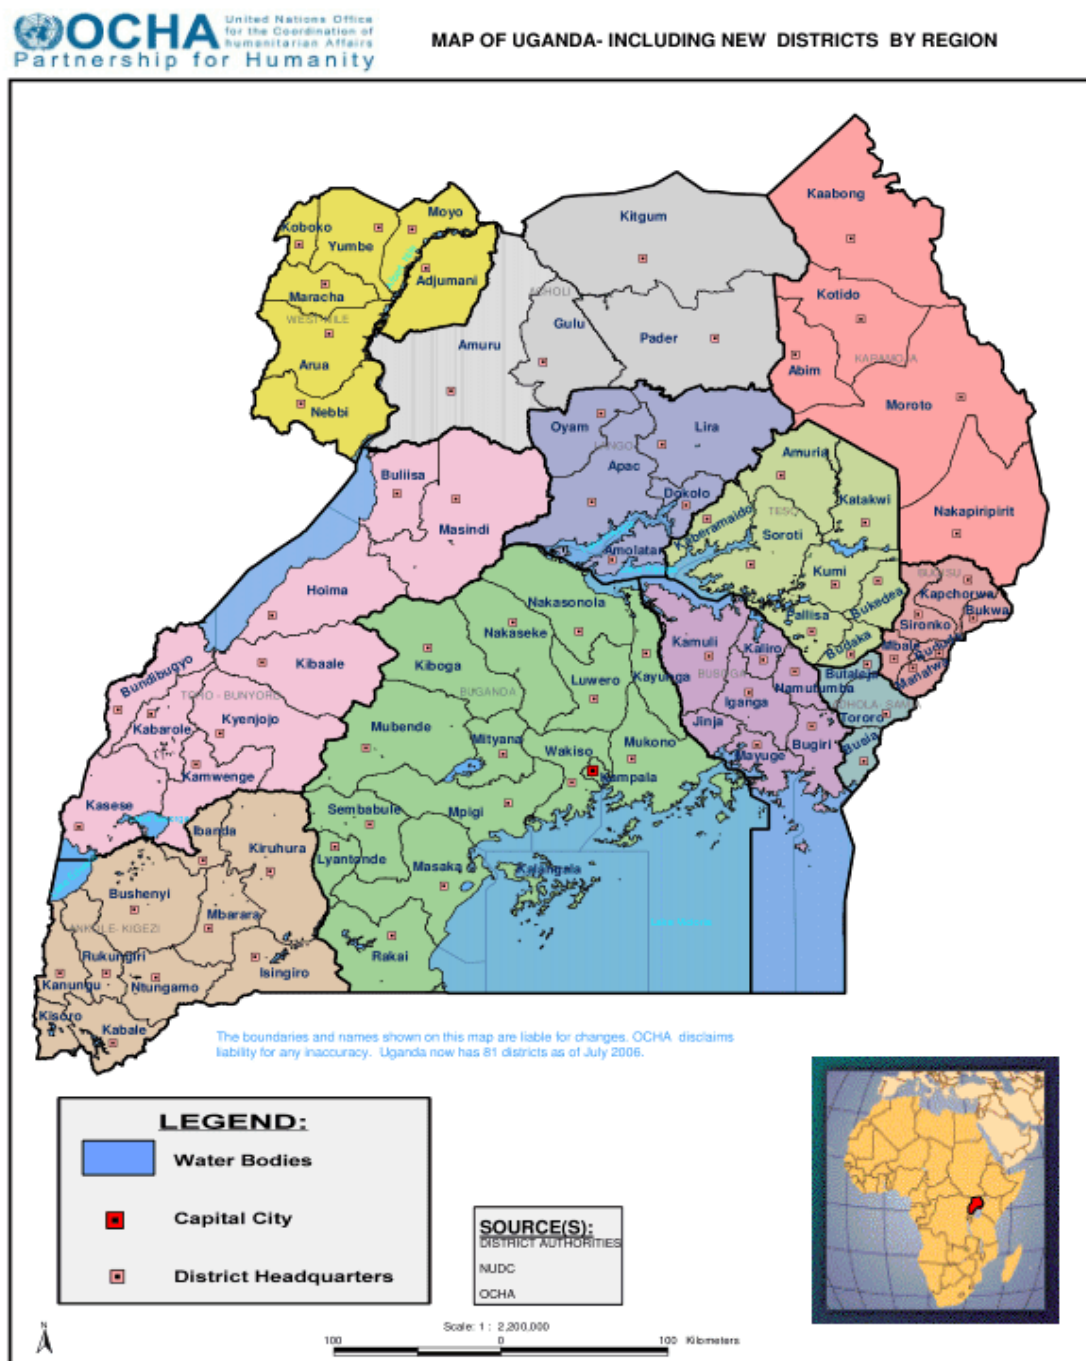 OCHA
United Nations Office
for the Coordination of
humanitarian Affairs
Partnership for Humanity
MAP OF UGANDA- INCLUDING NEW DISTRICTS BY REGION
Kaabong
Moyo
Kitgum
Koboko
Yumbe
Adjumani
Maracha
ACHOLI
Kotido
WEST NILE
Gulu
Amuru
Pader
KARAMOJA
Arua
Abim
Nebbi
Moroto
Oyam
Lira
LANGO
Amuria
Apac
Buliisa
Dokolo
Katakwi
Masindi
TESO
Nakapiripirit
Kaberamaido
Soroti
Amolatar
Kumi
BUGISU
Hoima
Bukedea
Kapchorwa
Nakasonola
Bukwa
Pallisa
Sironko
Nakaseke
Kamuli
Kaliro
Budaka
Mbale
Bundibugyo
Kibaale
Kiboga
Manafwa
BUSOGA
Kayunga
Butaleja
TORO - BUNYORO
BUGANDA
Luwero
Namutumba
Iganga
ADHOLA- SAMIA
Kyenjojo
Mubende
Jinja
Tororo
Kabarole
Mityana
Wakiso
Mukono
Bugiri
Mayuge
Kamwenge
Kampala
Kasese
Sembabule
Mpigi
Ibanda
Kiruhura
Lyantonde
Masaka
Kalangala
Bushenyi
Mbarara
ANKOLE- KIGEZI
Rukungiri
Rakai
Isingiro
Kanungu
Ntungamo
Kisoro
Kabale
The boundaries and names shown on this map are liable for changes. OCHA disclaims
liability for any inaccuracy. Uganda now has 81 districts as of July 2006.
LEGEND:
Water Bodies
Capital City
District Headquarters
SOURCE(S):
DISTRICT AUTHORITIES
NUDC
OCHA
N
Scale: 1 : 2,200,000
100 0 100 Kilometers